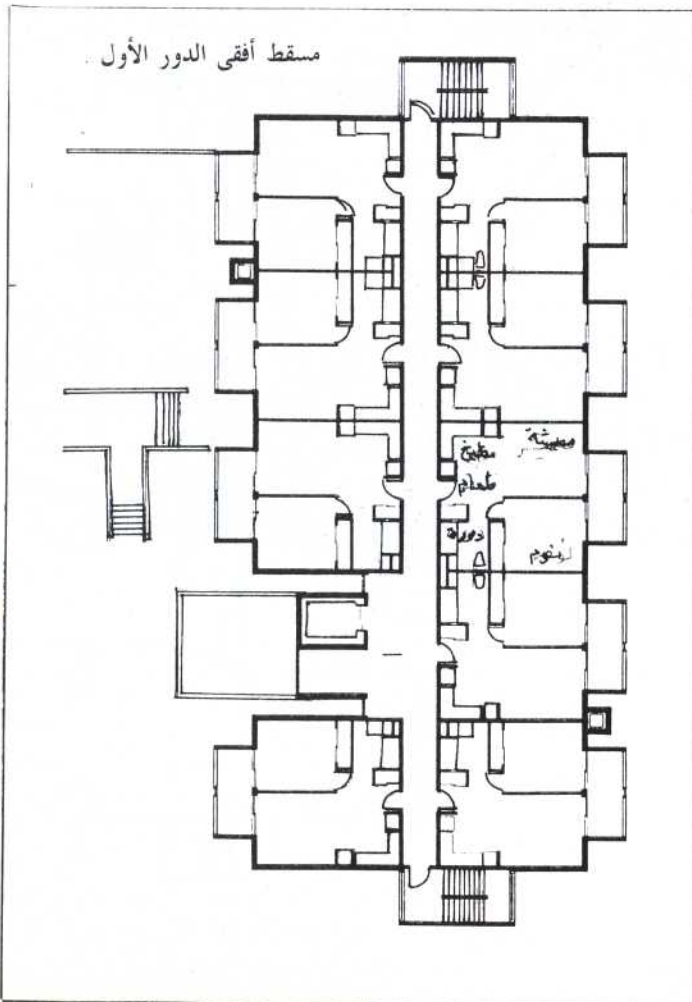 مسقط أفقى الدور الأول .
معيشة
مطبخ
طعام
دورة
نوم